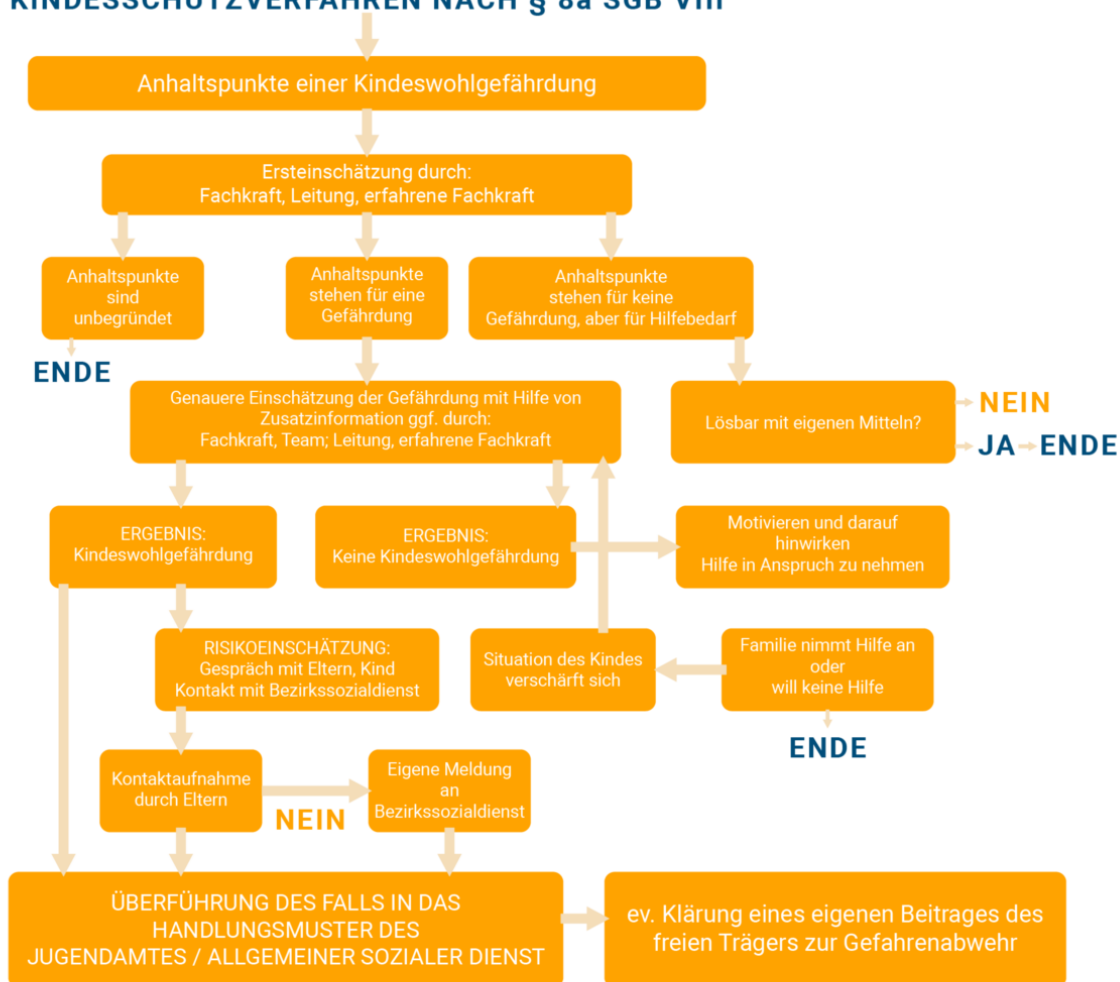 KINDESSCHUTZVERFAHREN NACH § 8a SGB VIII
Anhaltspunkte einer Kindeswohlgefährdung
Ersteinschätzung durch:
Fachkraft, Leitung, erfahrene Fachkraft
Anhaltspunkte
sind
unbegründet
Anhaltspunkte
stehen für eine
Gefährdung
Anhaltspunkte
stehen für keine
Gefährdung, aber für Hilfebedarf
ENDE
Genauere Einschätzung der Gefährdung mit Hilfe von
Zusatzinformation ggf. durch:
Fachkraft, Team; Leitung, erfahrene Fachkraft
Lösbar mit eigenen Mitteln?
NEIN
JA
ENDE
ERGEBNIS:
Kindeswohlgefährdung
ERGEBNIS:
Keine Kindeswohlgefährdung
Motivieren und darauf
hinwirken
Hilfe in Anspruch zu nehmen
RISIKOEINSCHÄTZUNG:
Gespräch mit Eltern, Kind
Kontakt mit Bezirkssozialdienst
Situation des Kindes
verschärft sich
Familie nimmt Hilfe an
oder
will keine Hilfe
ENDE
Kontaktaufnahme
durch Eltern
NEIN
Eigene Meldung
an
Bezirkssozialdienst
ÜBERFÜHRUNG DES FALLS IN DAS
HANDLUNGSMUSTER DES
JUGENDAMTES / ALLGEMEINER SOZIALER DIENST
ev. Klärung eines eigenen Beitrages des
freien Trägers zur Gefahrenabwehr